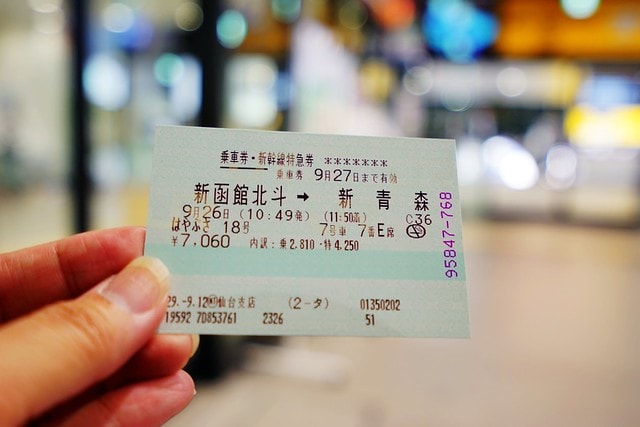 乗車券・新幹線特急券 *******
乗車券 9月27日まで有効
新函館北斗 → 新青森
9月26日 (10:49発) (11:50着) C36
はやぶさ 18号 7号車 7番E席
¥7,060 内訳:乗2,810・特4,250
29.-9.12 仙台支店 (2-タ) 01350202
19592 70853761 2326 51
95847-768